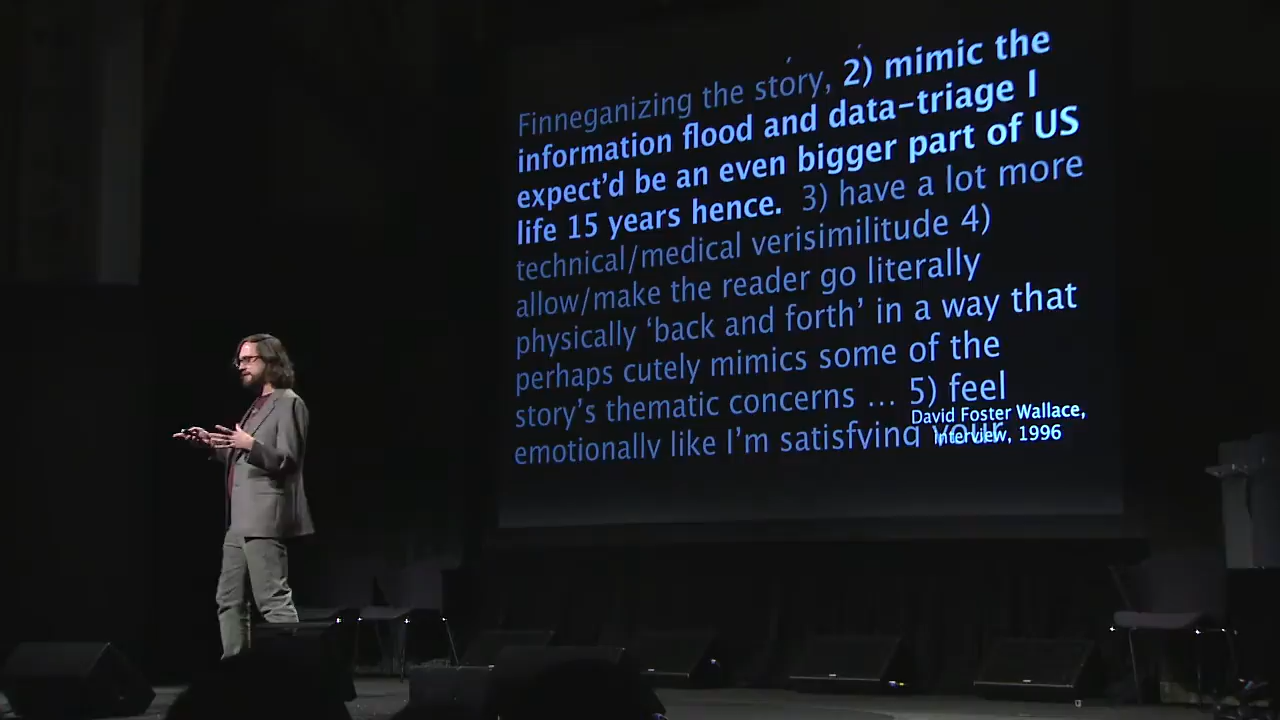 Finneganizing the story, 2) mimic the
information flood and data-triage I
expect'd be an even bigger part of US
life 15 years hence. 3) have a lot more
technical/medical verisimilitude 4)
allow/make the reader go literally
physically 'back and forth' in a way that
perhaps cutely mimics some of the
story's thematic concerns ... 5) feel
emotionally like I'm satisfying your
David Foster Wallace,
Interview, 1996